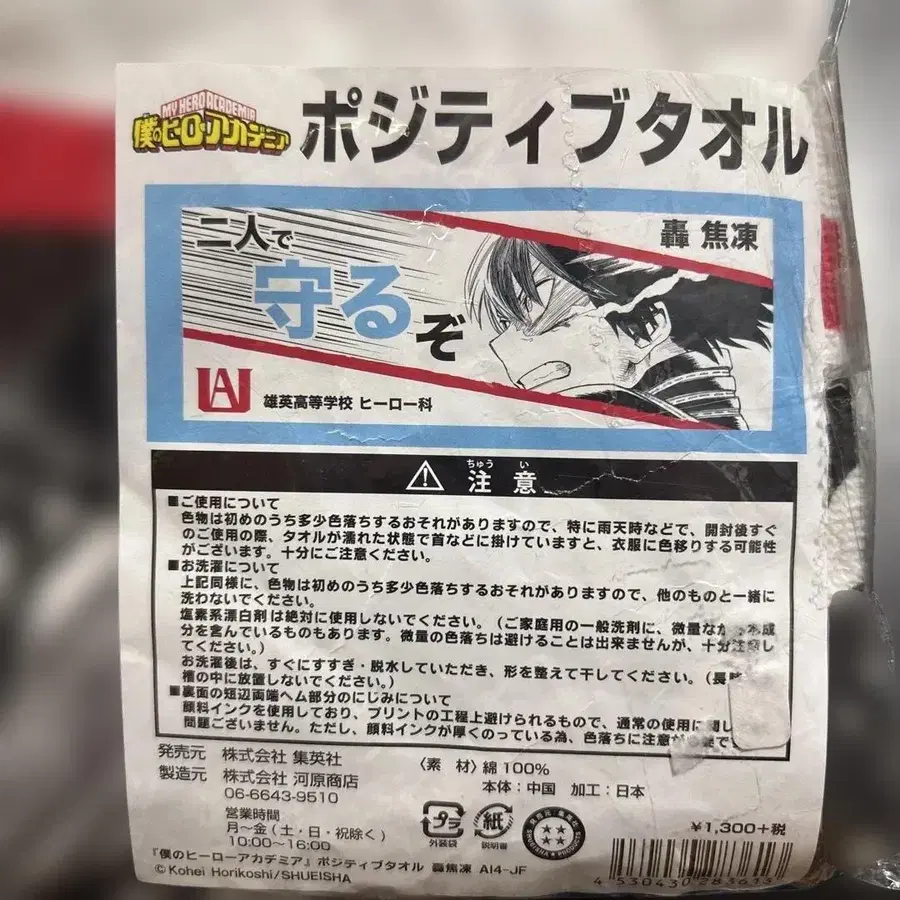 MY HERO ACADEMIA
僕のヒーローアカデミア
ポジティブタオル
二人で
守る
ぞ
轟 焦凍
UA
雄英高等学校 ヒーロー科
注意
ちゅう い
■ご使用について
色物は初めのうち多少色落ちするおそれがありますので、特に雨天時などで、開封後すぐ
のご使用の際、タオルが濡れた状態で首などに掛けていますと、衣服に色移りする可能性
がございます。十分にご注意ください。
■お洗濯について
上記同様に、色物は初めのうち多少色落ちするおそれがありますので、他のものと一緒に
洗わないでください。
塩素系漂白剤は絶対に使用しないでください。（ご家庭用の一般洗剤に、微量な
分を含んでいるものもあります。微量の色落ちは避けることは出来ませんが、十分注意し
てください。）
お洗濯後は、すぐにすすぎ・脱水していただき、形を整えて干してください。
槽の中に放置しないでください。）
■裏面の短辺両端ヘム部分のにじみについて
顔料インクを使用しており、プリントの工程上避けられるもので、通常の使用に
問題ございません。ただし、顔料インクが厚くのっている為、色落ちに注意が
発売元 株式会社 集英社
製造元 株式会社 河原商店
06-6643-9510
営業時間
月～金（土・日・祝除く）
10:00～16:00
〈素 材〉綿100%
本体：中国 加工：日本
プラ
外装袋
紙
説明書
¥1,300+税
『僕のヒーローアカデミア』ポジティブタオル 轟焦凍 AI4-JF
©Kohei Horikoshi/SHUEISHA